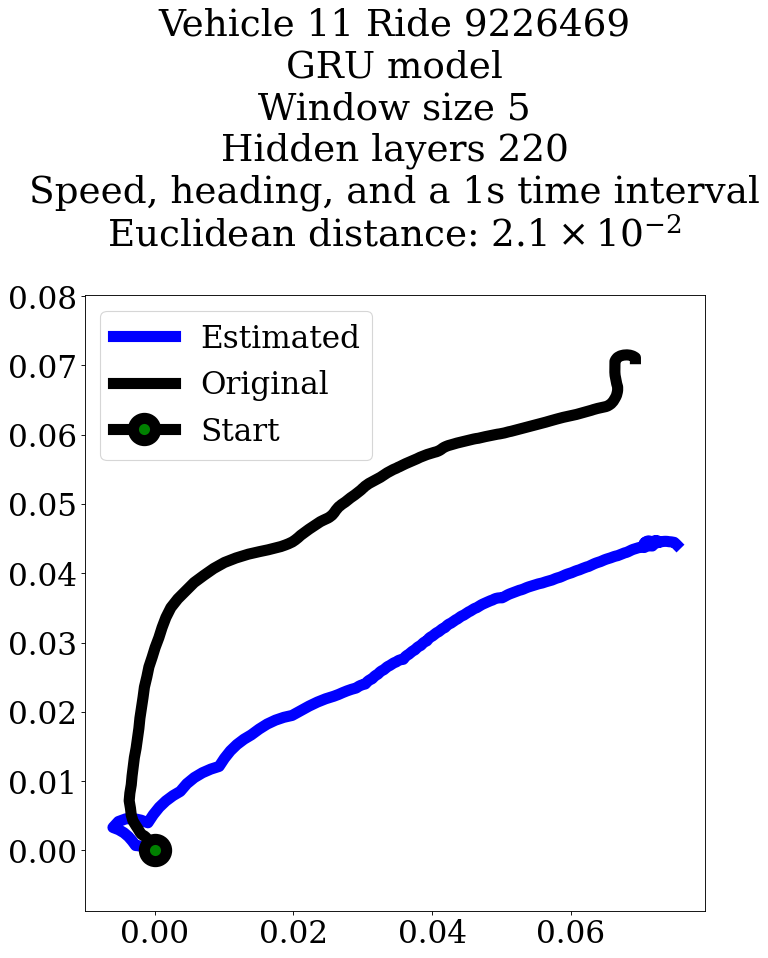 Vehicle 11 Ride 9226469
GRU model
Window size 5
Hidden layers 220
Speed, heading, and a 1s time interval
Euclidean distance: 2.1 × 10⁻²
0.08
0.07
0.06
0.05
0.04
0.03
0.02
0.01
0.00
Estimated
Original
Start
0.00 0.02 0.04 0.06